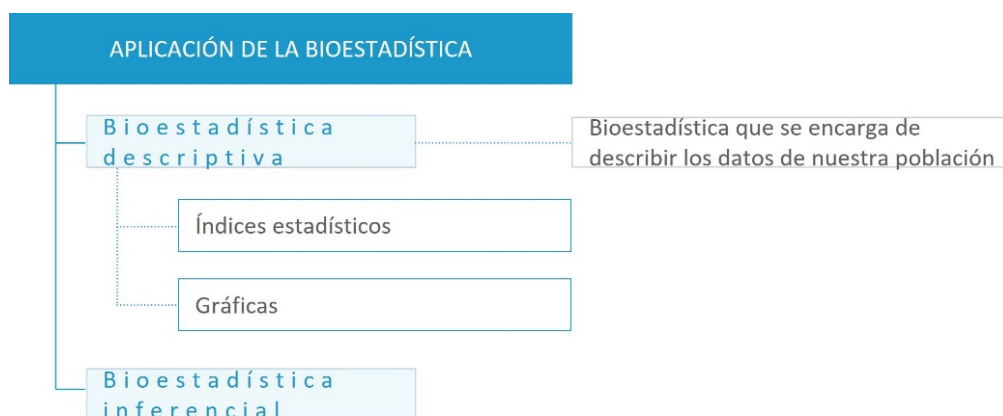 APLICACIÓN DE LA BIOESTADÍSTICA
Bioestadística
descriptiva
Bioestadística que se encarga de
describir los datos de nuestra población
Índices estadísticos
Gráficas
Bioestadística
inferencial